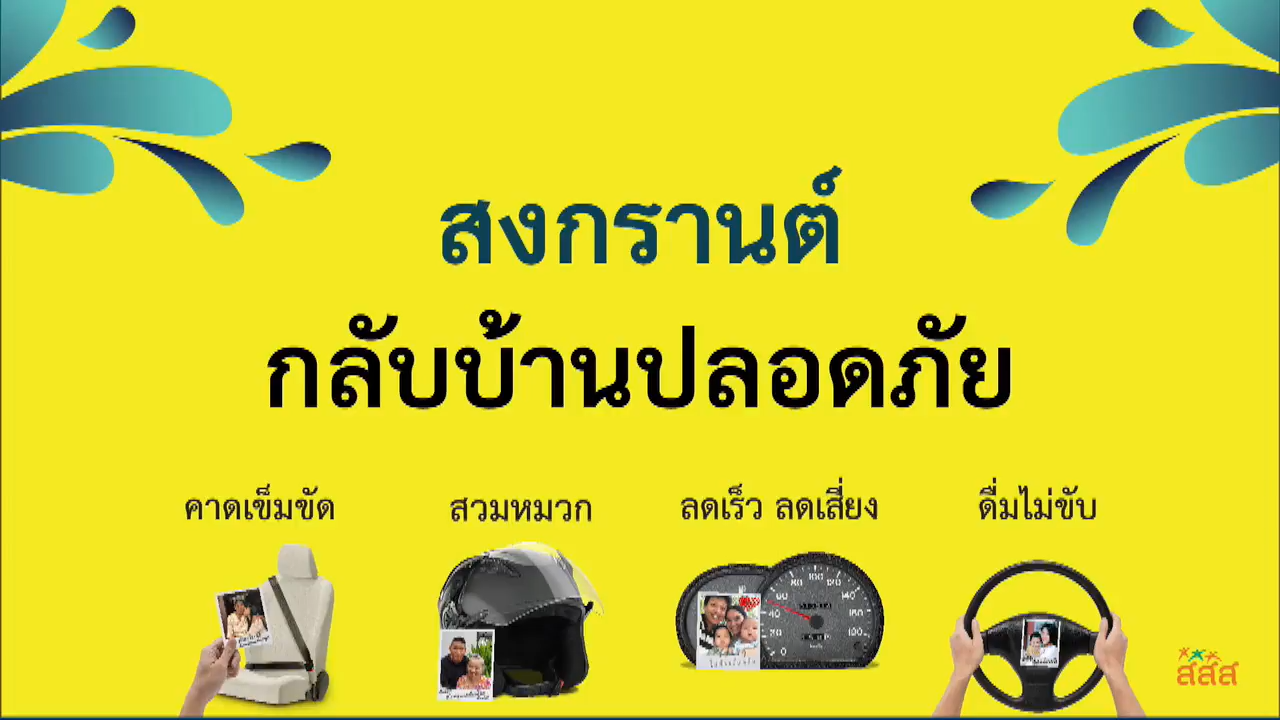 สงกรานต์
กลับบ้านปลอดภัย
คาดเข็มขัด
สวมหมวก
ลดเร็ว ลดเสี่ยง
ดื่มไม่ขับ
สสส